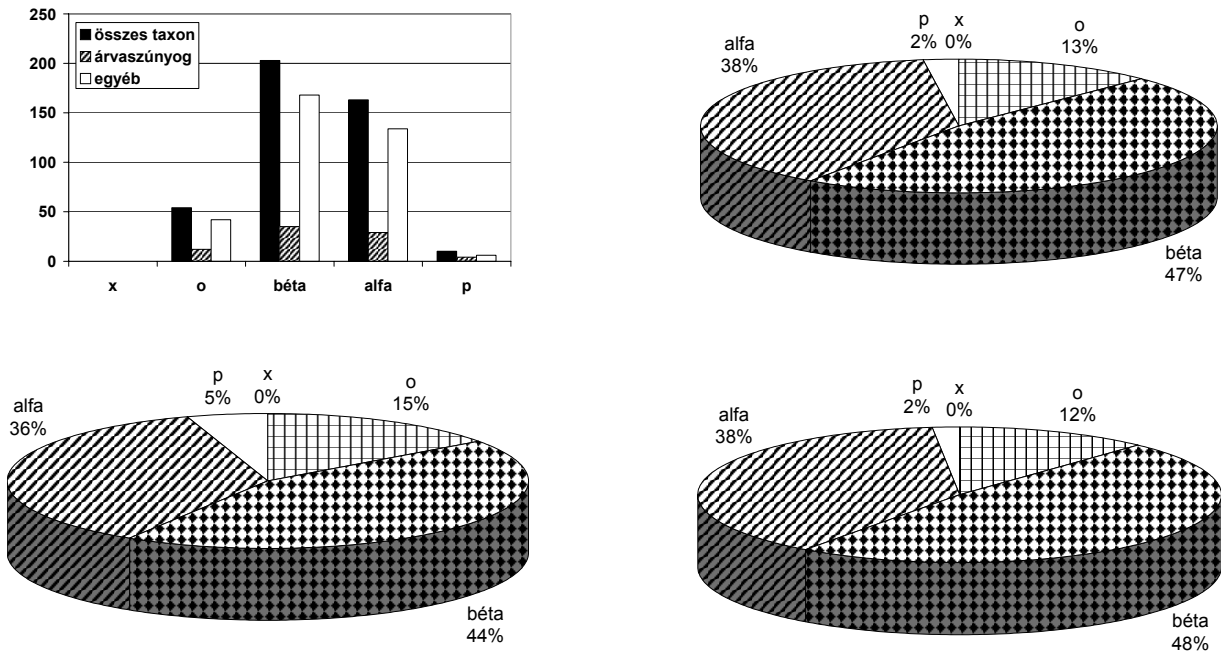 250
200
150
100
50
0
összes taxon
árvaszúnyog
egyéb
x o béta alfa p
alfa
38%
p
2%
x
0%
o
13%
béta
47%
alfa
36%
p
5%
x
0%
o
15%
béta
44%
alfa
38%
p
2%
x
0%
o
12%
béta
48%